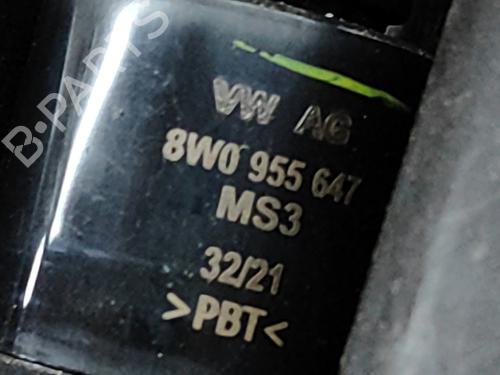 B-PARTS
VW AG
8W0 955 647
MS3
32/21
>PBT<